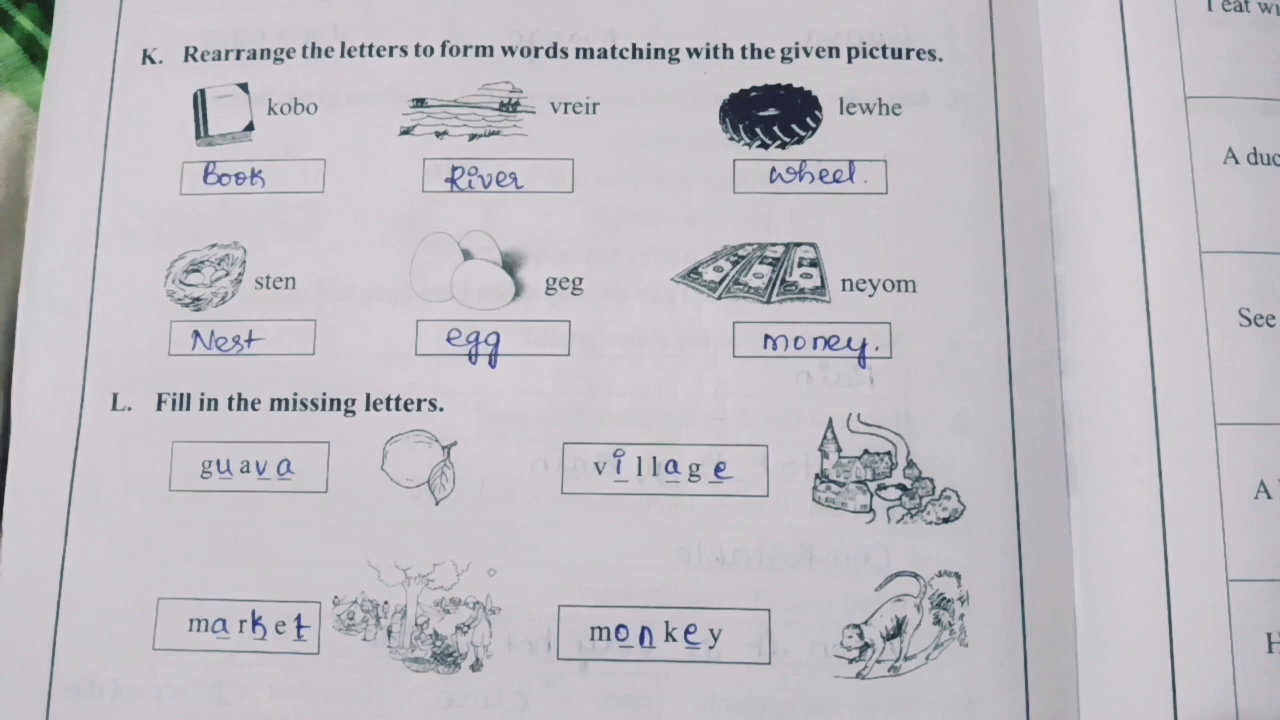 K. Rearrange the letters to form words matching with the given pictures.
kobo vreir lewhe
Book River wheel.
sten geg neyom
Nest egg money.
L. Fill in the missing letters.
guava village
market monkey
I eat wi
A duc
See
A
H